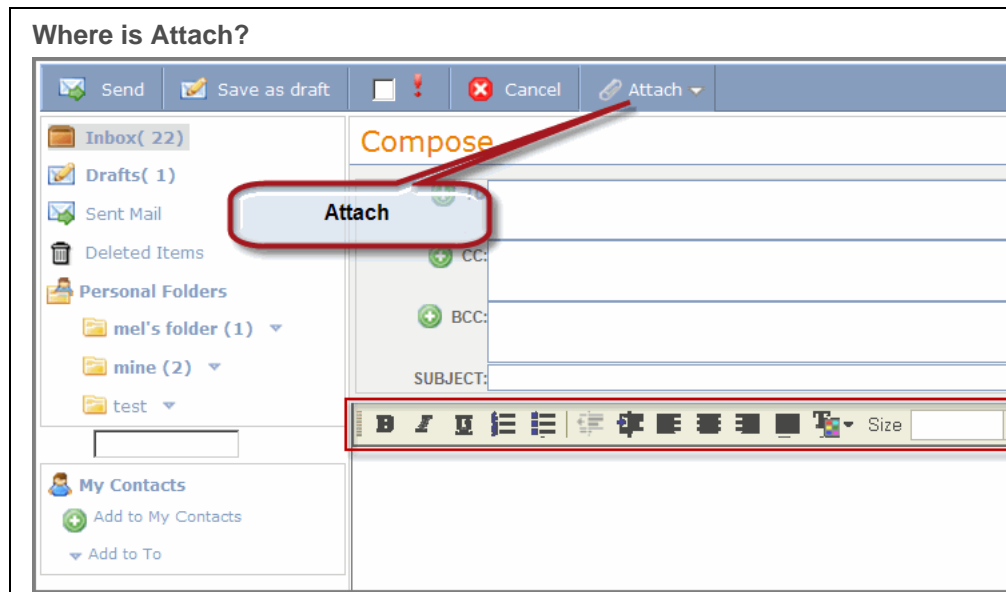 Where is Attach?
Send Save as draft Cancel Attach
Inbox( 22)
Drafts( 1)
Sent Mail
Deleted Items
Personal Folders
mel's folder (1)
mine (2)
test
My Contacts
Add to My Contacts
Add to To
Compose
Attach
CC:
BCC:
SUBJECT:
B I U Size